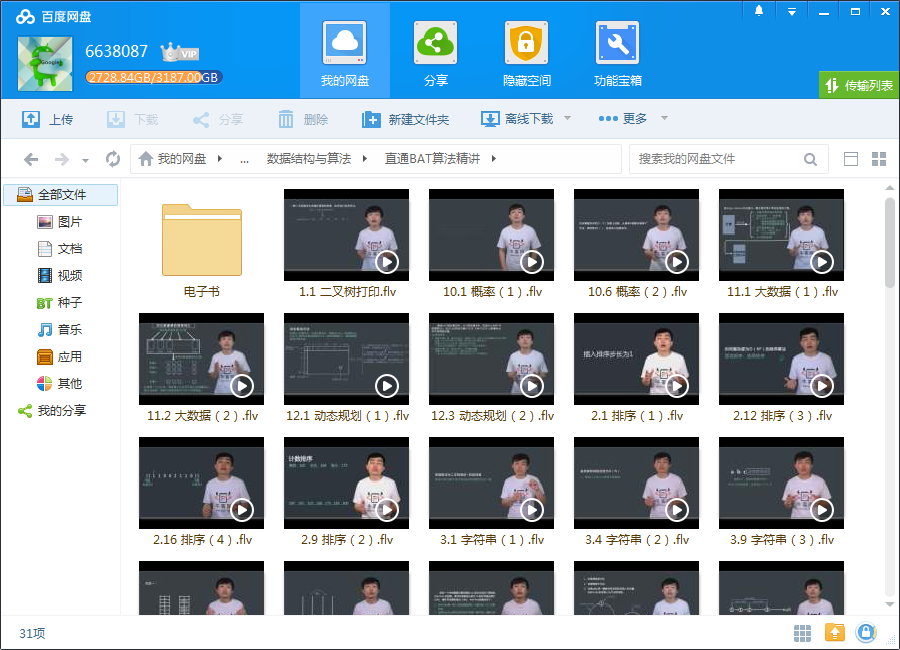 百度网盘
6638087
VIP
2728.84GB/3187.00GB
我的网盘
分享
隐藏空间
功能宝箱
传输列表
上传
下载
分享
删除
新建文件夹
离线下载
更多
我的网盘
...
数据结构与算法
直通BAT算法精讲
搜索我的网盘文件
全部文件
图片
文档
视频
BT 种子
音乐
应用
其他
我的分享
电子书
1.1 二叉树打印.flv
10.1 概率（1）.flv
10.6 概率（2）.flv
11.1 大数据（1）.flv
11.2 大数据（2）.flv
12.1 动态规划（1）.flv
12.3 动态规划（2）.flv
插入排序步长为1
2.1 排序（1）.flv
2.12 排序（3）.flv
计数排序
2.16 排序（4）.flv
2.9 排序（2）.flv
3.1 字符串（1）.flv
3.4 字符串（2）.flv
3.9 字符串（3）.flv
31项